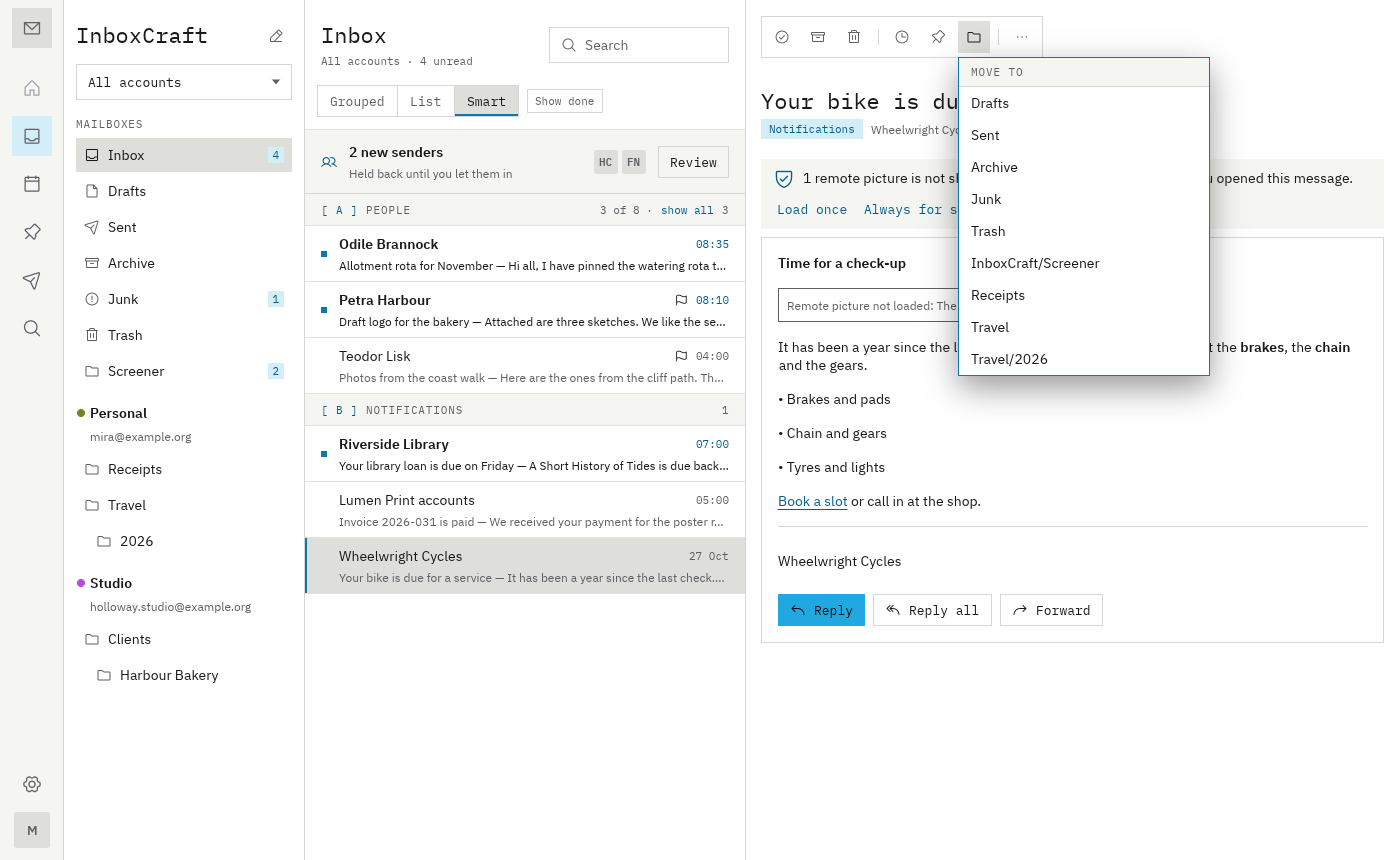 InboxCraft
All accounts
MAILBOXES
Inbox 4
Drafts
Sent
Archive
Junk 1
Trash
Screener 2
Personal
mira@example.org
Receipts
Travel
2026
Studio
holloway.studio@example.org
Clients
Harbour Bakery
M
Inbox
All accounts · 4 unread
Search
Grouped List Smart Show done
2 new senders
Held back until you let them in
HC FN Review
[ A ] PEOPLE 3 of 8 · show all 3
Odile Brannock 08:35
Allotment rota for November — Hi all, I have pinned the watering rota t…
Petra Harbour 08:10
Draft logo for the bakery — Attached are three sketches. We like the se…
Teodor Lisk 04:00
Photos from the coast walk — Here are the ones from the cliff path. Th…
[ B ] NOTIFICATIONS 1
Riverside Library 07:00
Your library loan is due on Friday — A Short History of Tides is due back…
Lumen Print accounts 05:00
Invoice 2026-031 is paid — We received your payment for the poster r…
Wheelwright Cycles 27 Oct
Your bike is due for a service — It has been a year since the last check.…
MOVE TO
Drafts
Sent
Archive
Junk
Trash
InboxCraft/Screener
Receipts
Travel
Travel/2026
Your bike is du
Notifications Wheelwright Cyc
1 remote picture is not s opened this message.
Load once Always for s
Time for a check-up
Remote picture not loaded: The
It has been a year since the the brakes, the chain
and the gears.
• Brakes and pads
• Chain and gears
• Tyres and lights
Book a slot or call in at the shop.
Wheelwright Cycles
Reply Reply all Forward